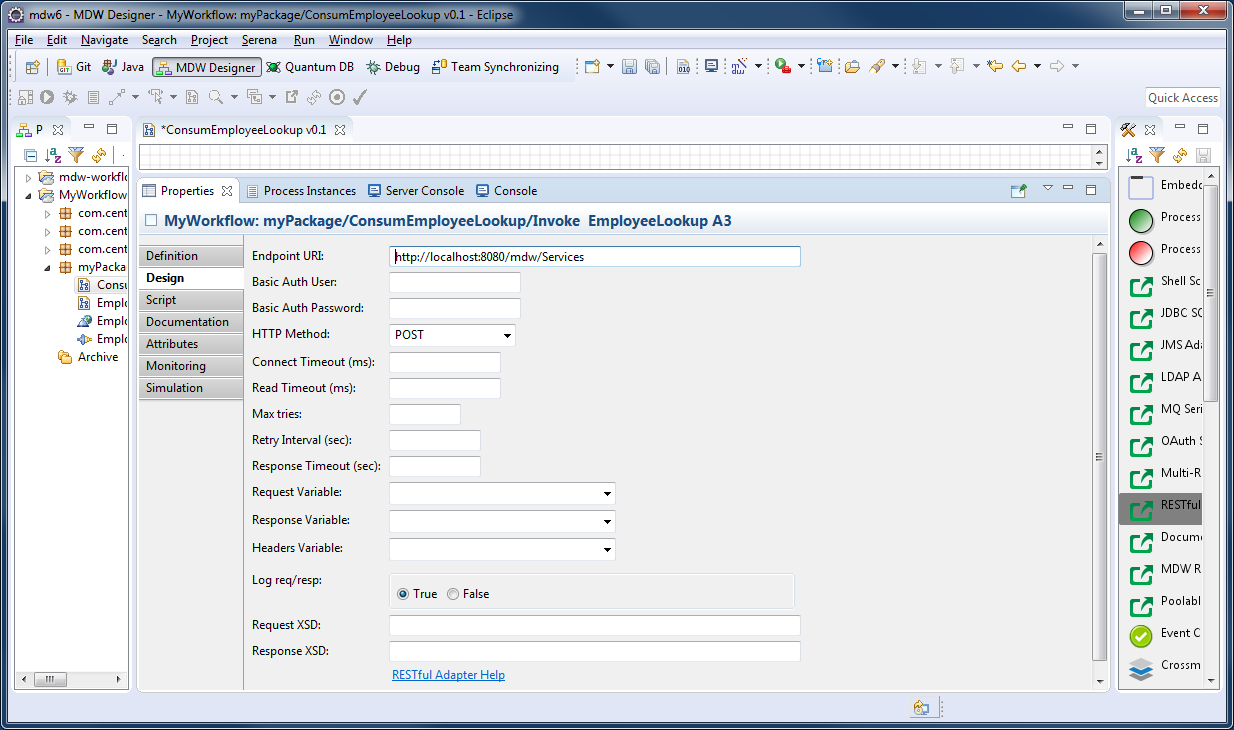 mdw6 - MDW Designer - MyWorkflow: myPackage/ConsumEmployeeLookup v0.1 - Eclipse
File Edit Navigate Search Project Serena Run Window Help
Git Java MDW Designer Quantum DB Debug Team Synchronizing
Quick Access
P
*ConsumEmployeeLookup v0.1
mdw-workfl
MyWorkflow
com.cent
com.cent
com.cent
myPacka
Consu
Emplo
Emplo
Emplo
Archive
Properties Process Instances Server Console Console
MyWorkflow: myPackage/ConsumEmployeeLookup/Invoke EmployeeLookup A3
Definition
Design
Script
Documentation
Attributes
Monitoring
Simulation
Endpoint URI: http://localhost:8080/mdw/Services
Basic Auth User:
Basic Auth Password:
HTTP Method: POST
Connect Timeout (ms):
Read Timeout (ms):
Max tries:
Retry Interval (sec):
Response Timeout (sec):
Request Variable:
Response Variable:
Headers Variable:
Log req/resp:
True False
Request XSD:
Response XSD:
RESTful Adapter Help
Embedd
Process
Process
Shell Sc
JDBC SQ
JMS Ada
LDAP A
MQ Seri
OAuth S
Multi-R
RESTful
Docum
MDW R
Poolabl
Event C
Crossm